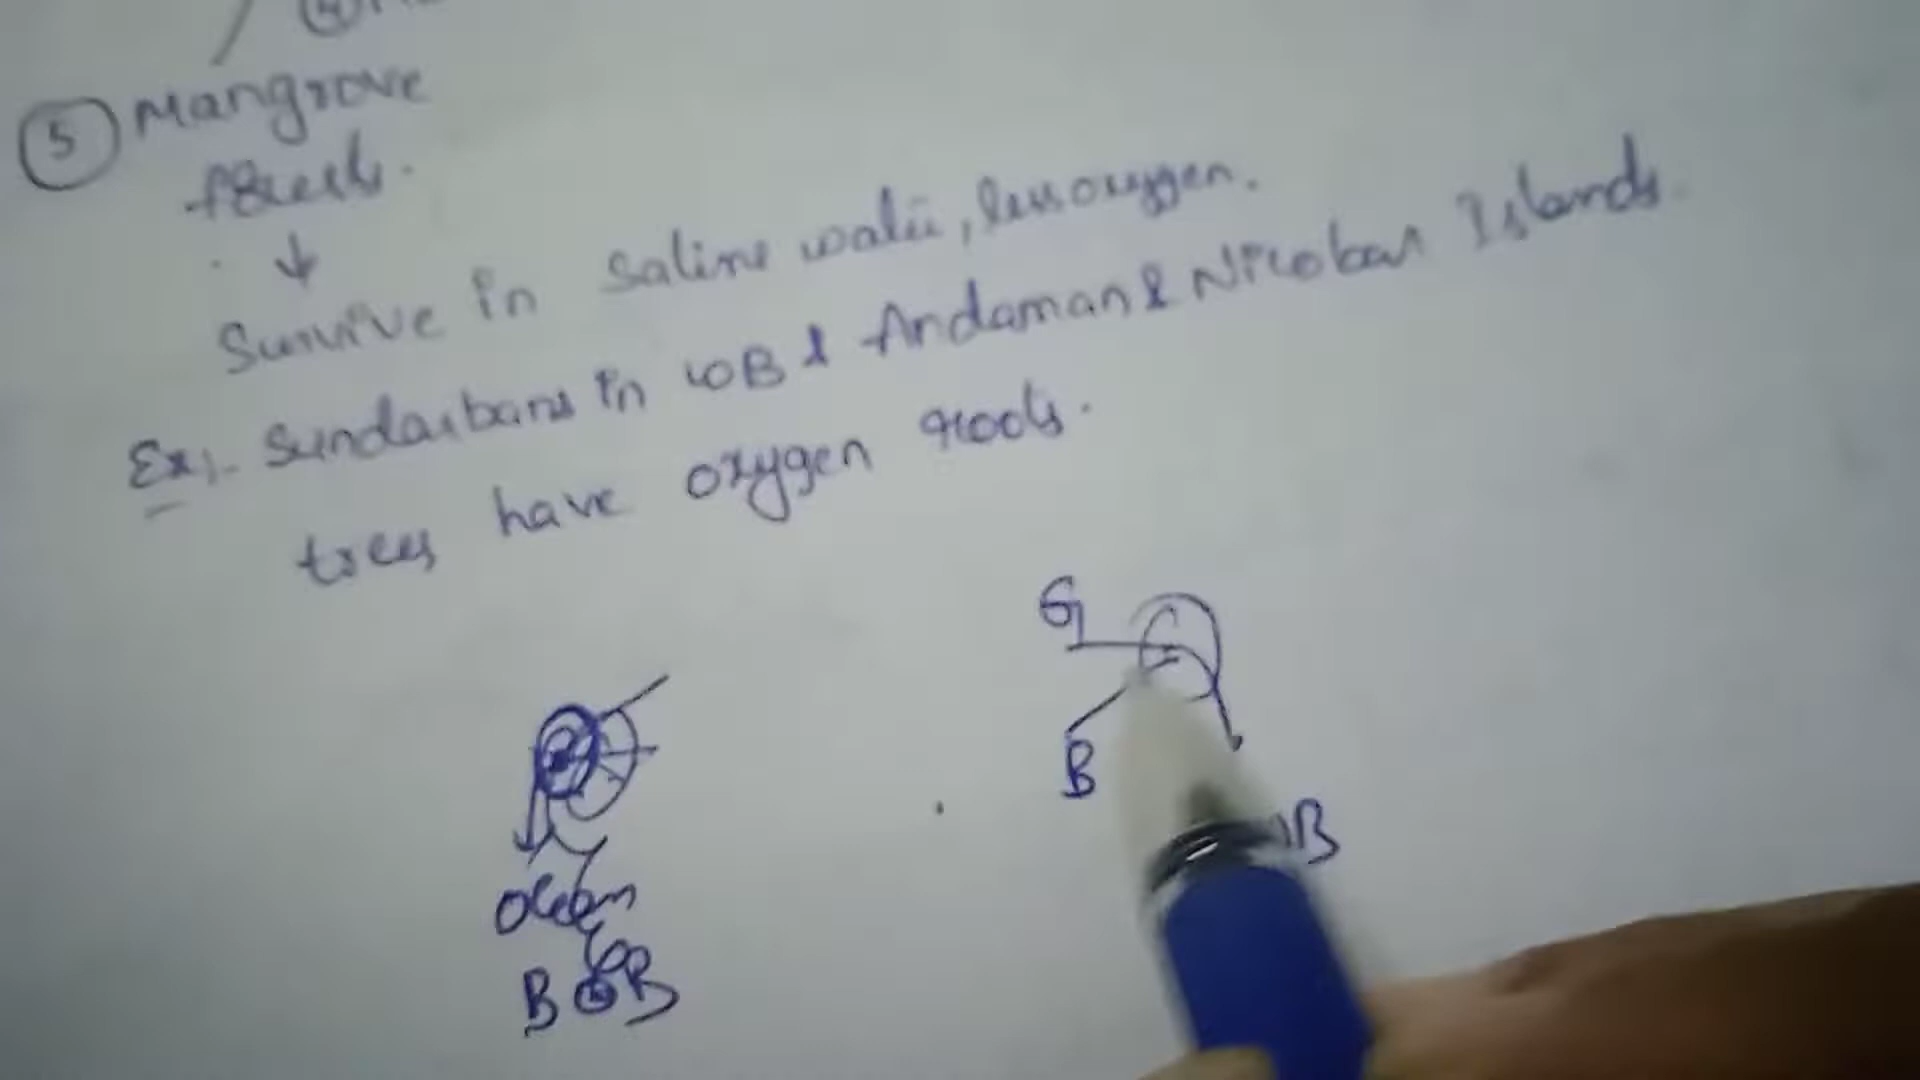 5 Mangrove
forests.
Survive in saline water, less oxygen.
Ex:- Sundarbans in WB & Andaman & Nicobar Islands.
trees have oxygen roots.
G
B
B
Ocean
BOB